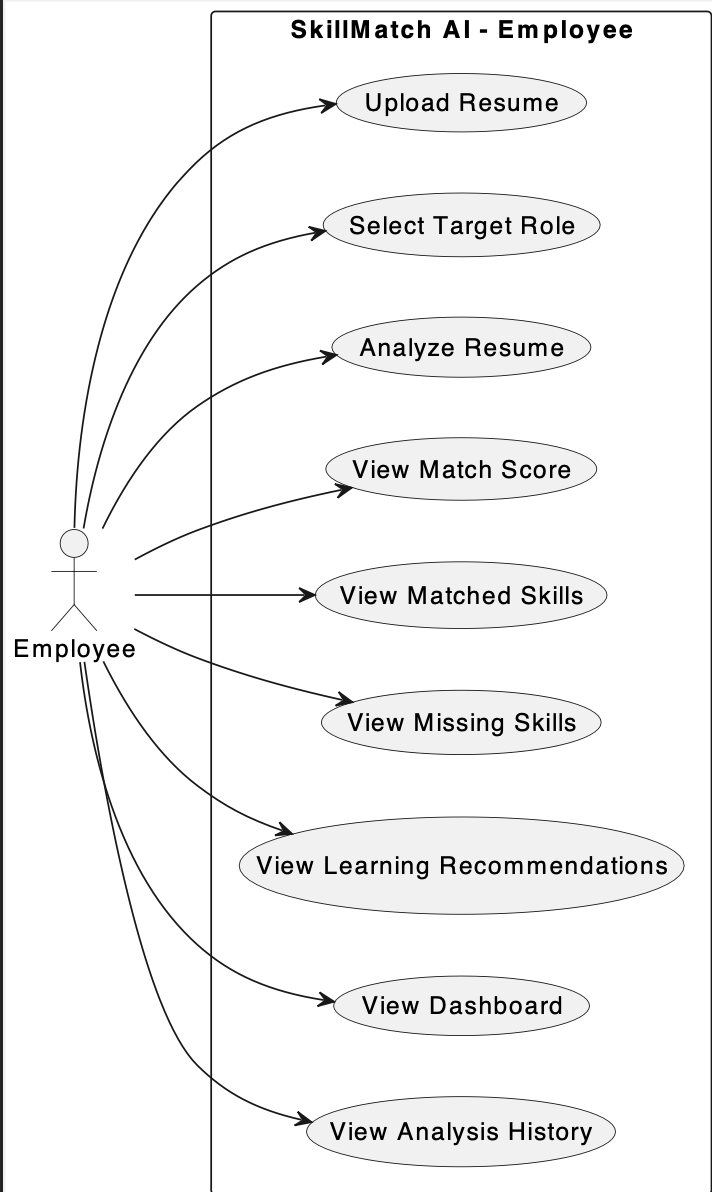 SkillMatch AI - Employee
Upload Resume
Select Target Role
Analyze Resume
View Match Score
View Matched Skills
Employee
View Missing Skills
View Learning Recommendations
View Dashboard
View Analysis History